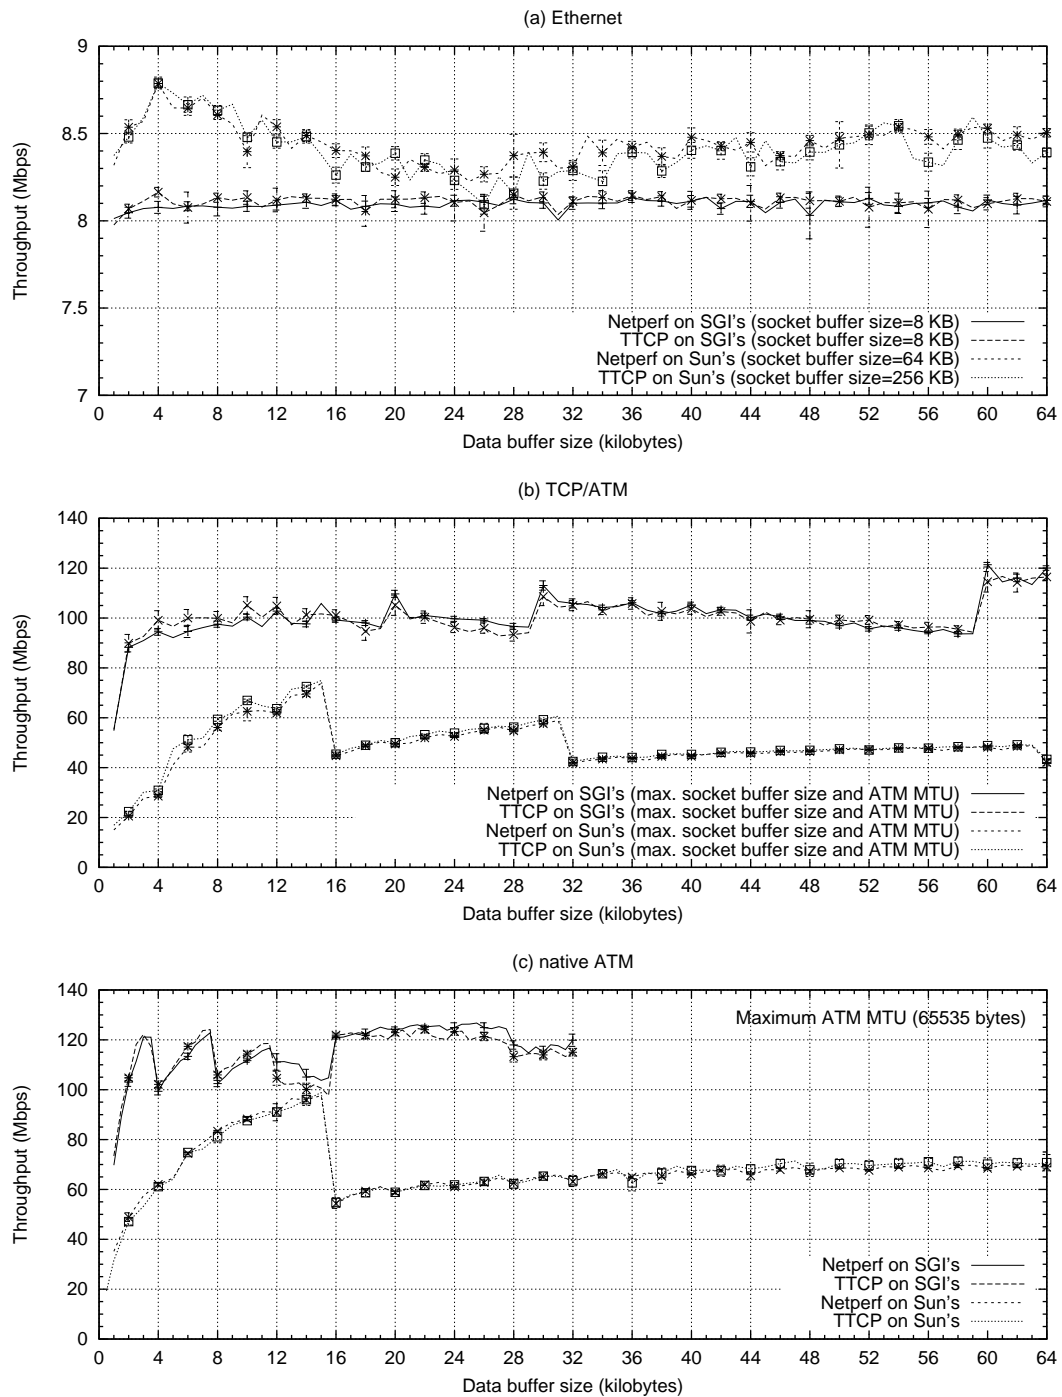 (a) Ethernet
9
8.5
8
7.5
7
Throughput (Mbps)
Netperf on SGI's (socket buffer size=8 KB)
TTCP on SGI's (socket buffer size=8 KB)
Netperf on Sun's (socket buffer size=64 KB)
TTCP on Sun's (socket buffer size=256 KB)
0 4 8 12 16 20 24 28 32 36 40 44 48 52 56 60 64
Data buffer size (kilobytes)
(b) TCP/ATM
140
120
100
80
60
40
20
0
Throughput (Mbps)
Netperf on SGI's (max. socket buffer size and ATM MTU)
TTCP on SGI's (max. socket buffer size and ATM MTU)
Netperf on Sun's (max. socket buffer size and ATM MTU)
TTCP on Sun's (max. socket buffer size and ATM MTU)
0 4 8 12 16 20 24 28 32 36 40 44 48 52 56 60 64
Data buffer size (kilobytes)
(c) native ATM
140
120
100
80
60
40
20
0
Throughput (Mbps)
Maximum ATM MTU (65535 bytes)
Netperf on SGI's
TTCP on SGI's
Netperf on Sun's
TTCP on Sun's
0 4 8 12 16 20 24 28 32 36 40 44 48 52 56 60 64
Data buffer size (kilobytes)